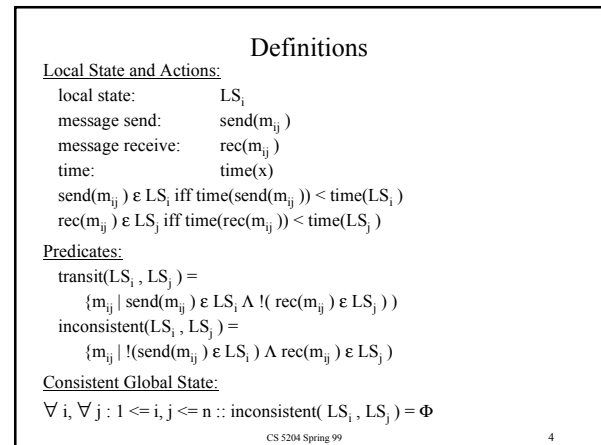 Definitions
Local State and Actions:
local state: LSi
message send: send(mij )
message receive: rec(mij )
time: time(x)
send(mij ) ε LSi iff time(send(mij )) < time(LSi )
rec(mij ) ε LSj iff time(rec(mij )) < time(LSj )
Predicates:
transit(LSi , LSj ) =
{mij | send(mij ) ε LSi Λ !( rec(mij ) ε LSj ) )
inconsistent(LSi , LSj ) =
{mij | !(send(mij ) ε LSi ) Λ rec(mij ) ε LSj )
Consistent Global State:
∀ i, ∀ j : 1 <= i, j <= n :: inconsistent( LSi , LSj ) = Φ
CS 5204 Spring 99 4